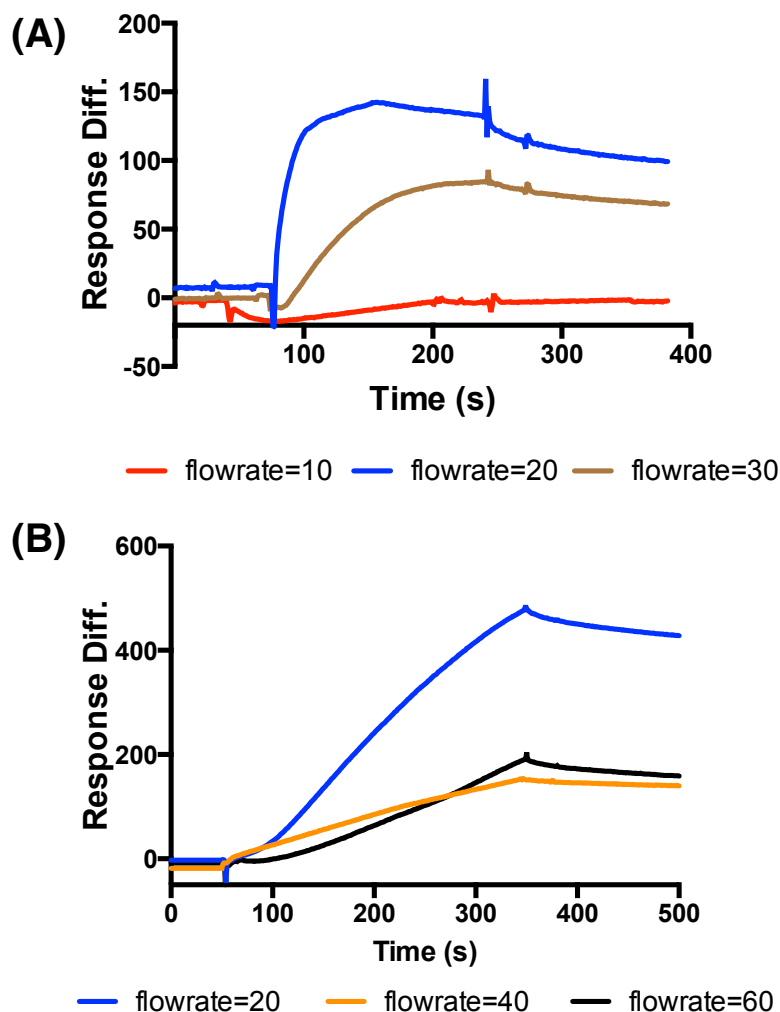 (A)
Response Diff.
200
150
100
50
0
-50
100 200 300 400
Time (s)
flowrate=10 flowrate=20 flowrate=30
(B)
Response Diff.
600
400
200
0
0 100 200 300 400 500
Time (s)
flowrate=20 flowrate=40 flowrate=60